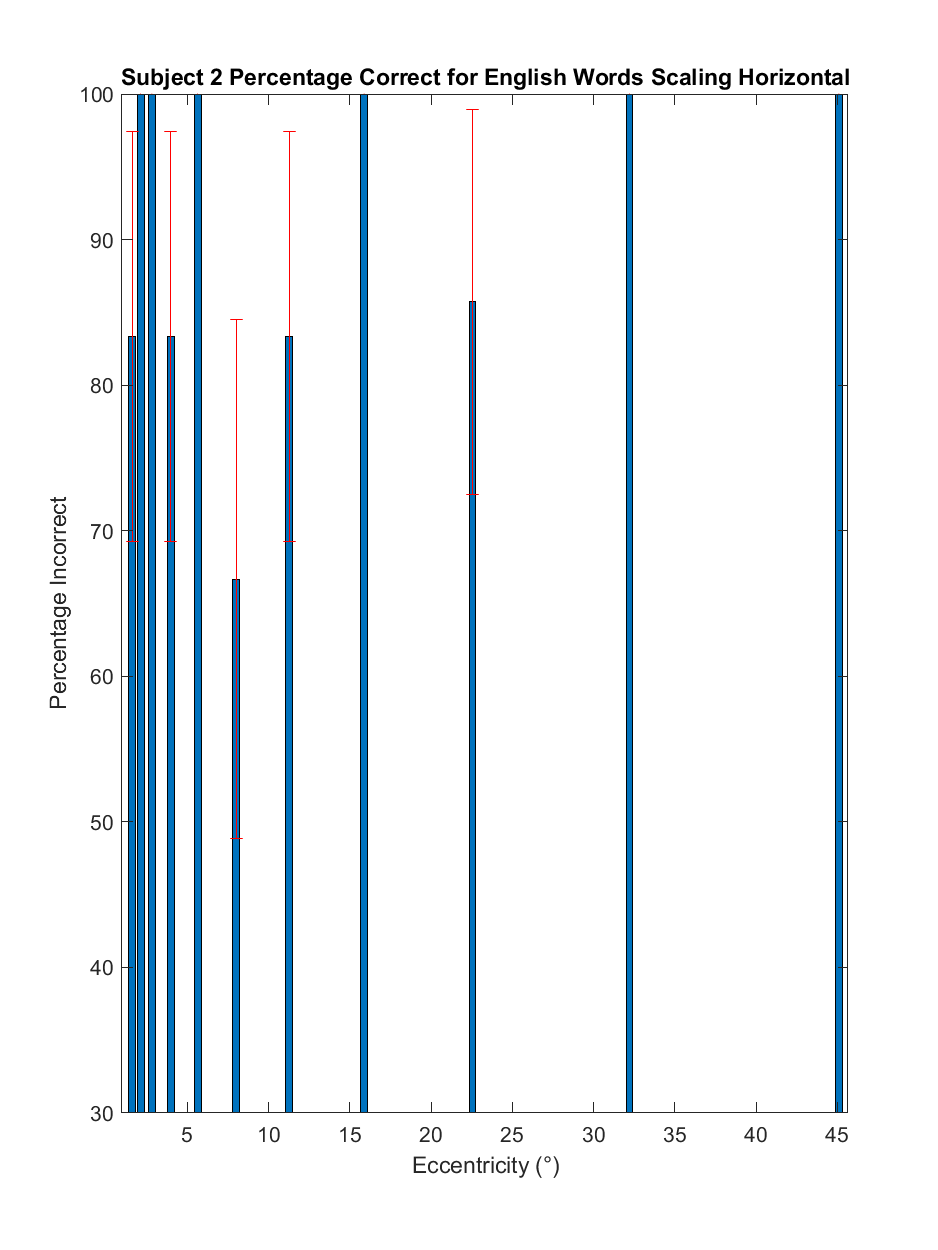 Subject 2 Percentage Correct for English Words Scaling Horizontal
100
90
80
70
60
50
40
30
Percentage Incorrect
5 10 15 20 25 30 35 40 45
Eccentricity (°)